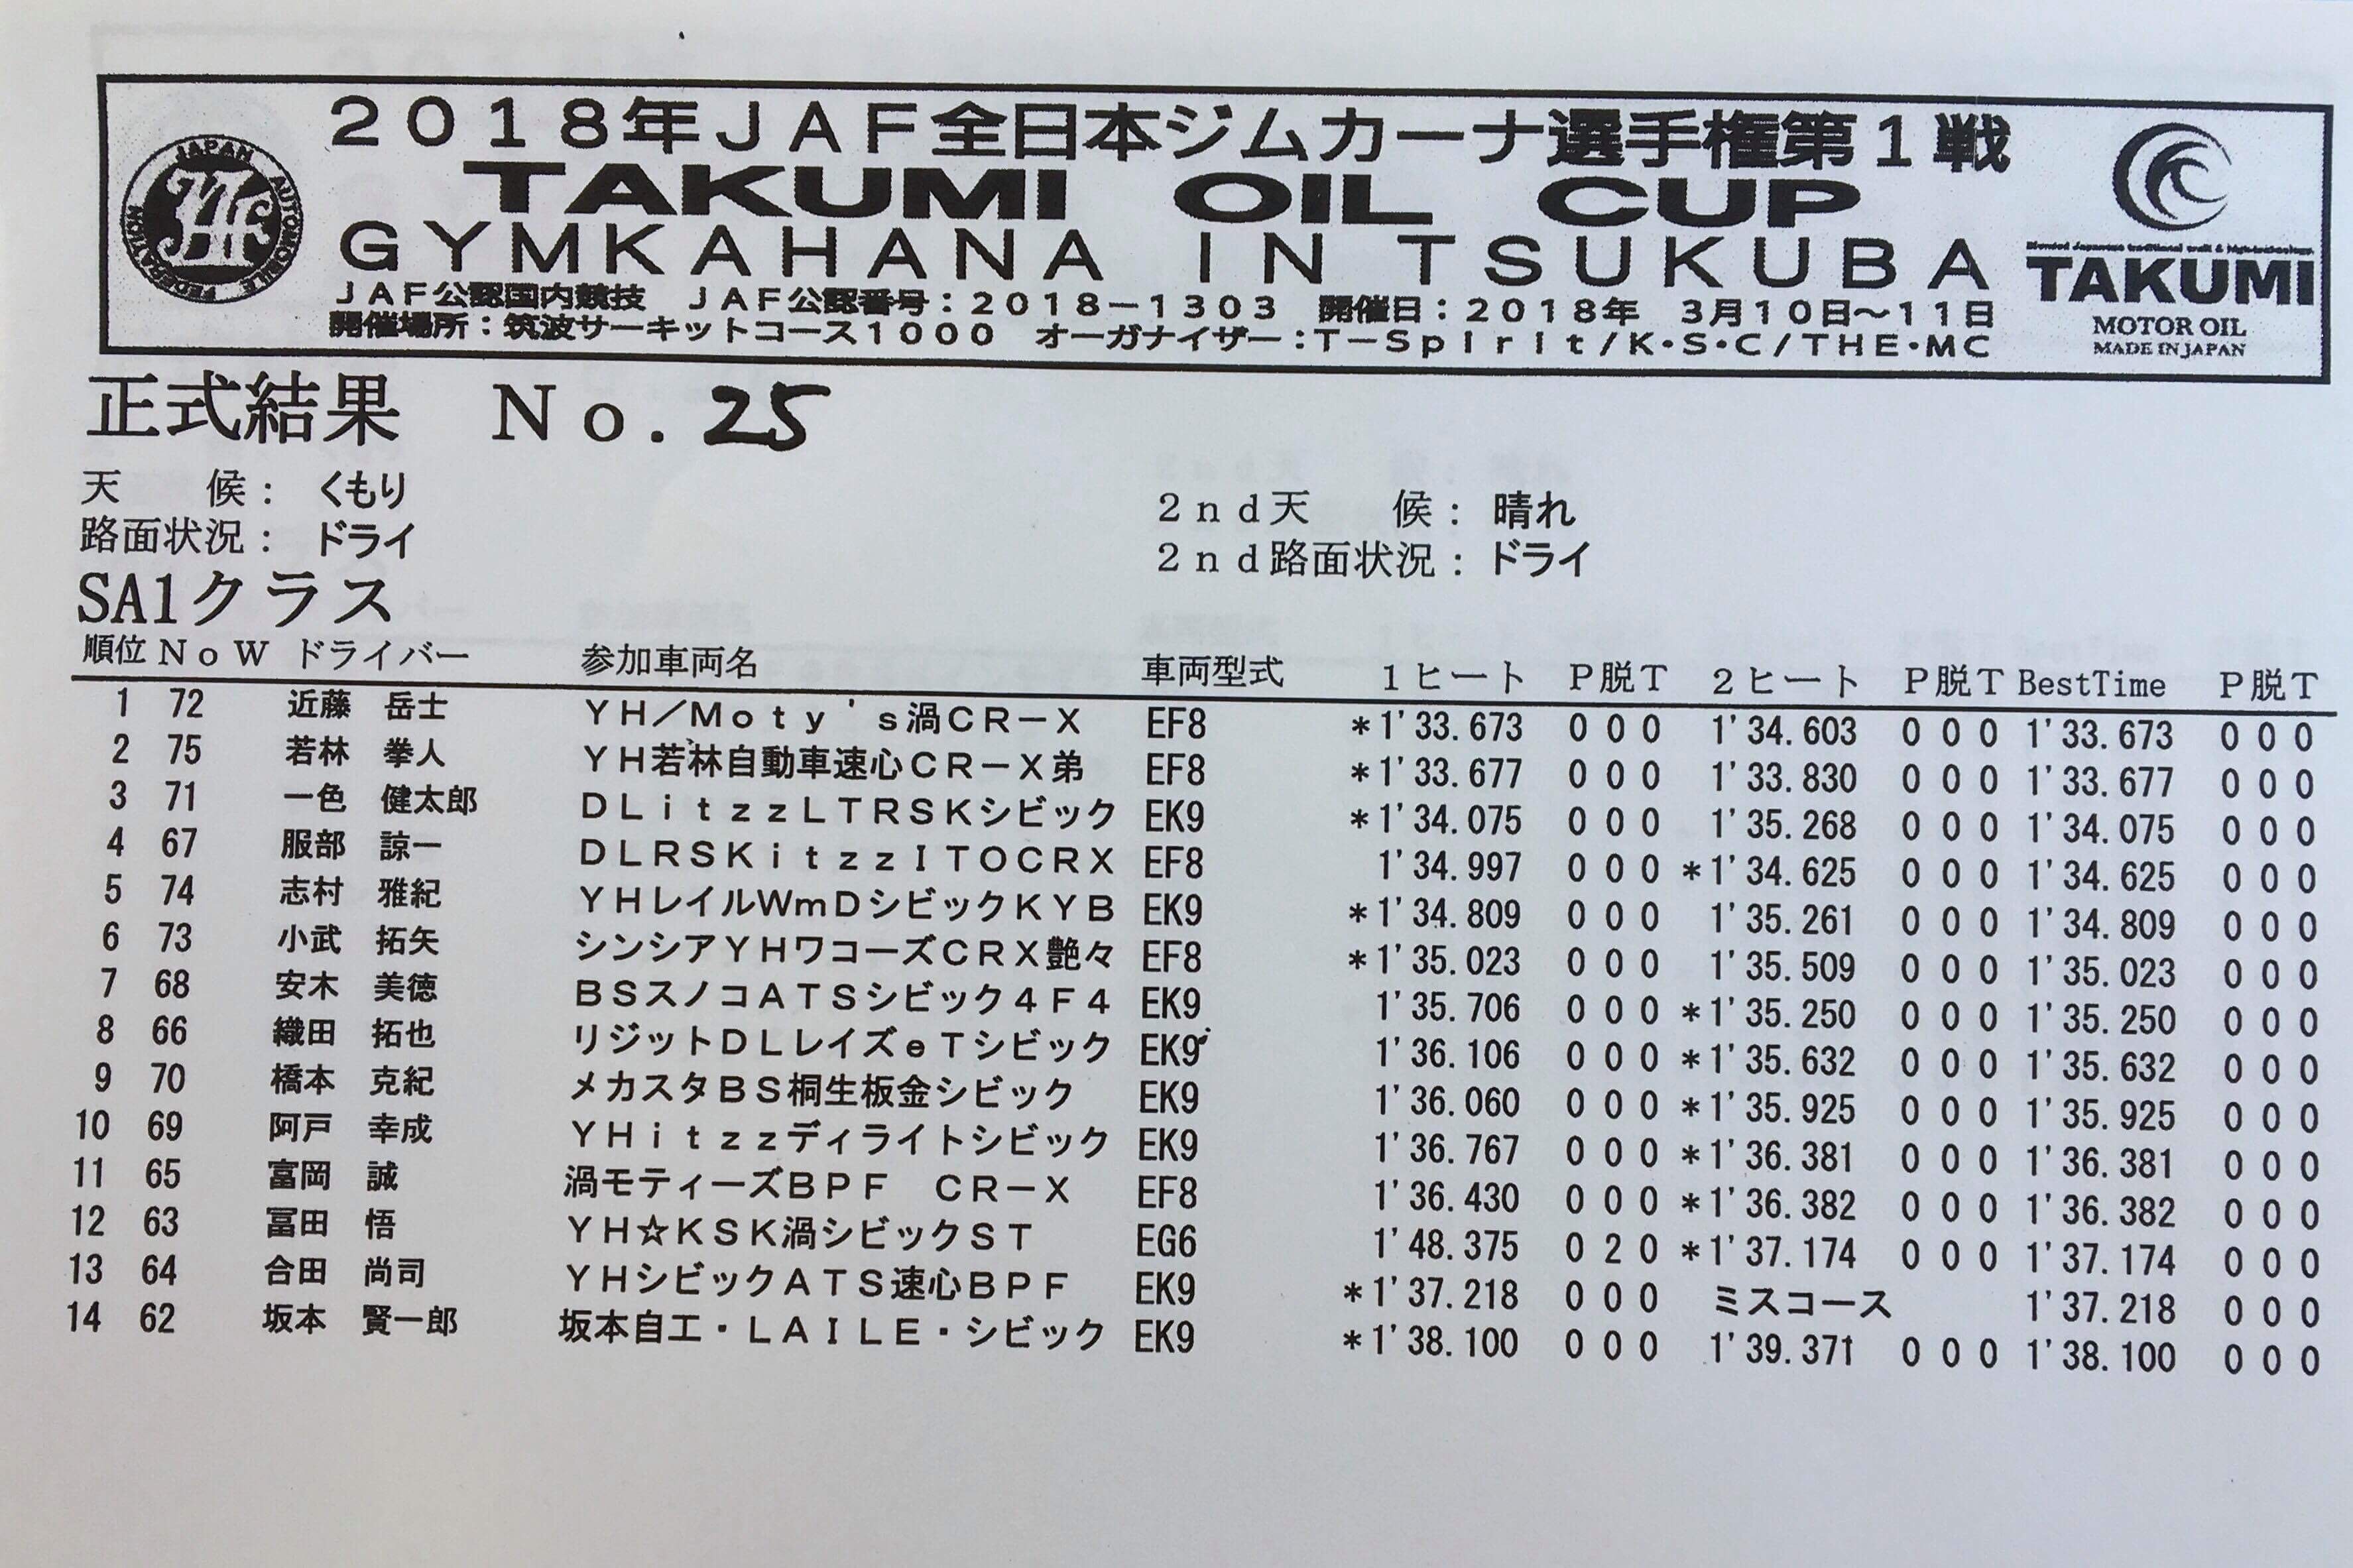 2018年JAF全日本ジムカーナ選手権第1戦
TAKUMI OIL CUP
GYMKAHANA IN TSUKUBA
JAF公認国内競技 JAF公認番号:2018-1303 開催日:2018年 3月10日~11日
開催場所:筑波サーキットコース1000 オーガナイザー:T-Spirit/K・S・C/THE・MC
JAPAN AUTOMOBILE FEDERATION
JAF
Blended Japanese traditional craft & high-technology.
TAKUMI
MOTOR OIL
MADE IN JAPAN
正式結果 No.25
天 候: くもり 2nd天 候: 晴れ
路面状況: ドライ 2nd路面状況: ドライ
SA1クラス
順位 No W ドライバー 参加車両名 車両型式 1ヒート P脱T 2ヒート P脱T BestTime P脱T
1 72 近藤 岳士 YH/Moty's渦CR-X EF8 *1'33.673 0 0 0 1'34.603 0 0 0 1'33.673 0 0 0
2 75 若林 拳人 YH若林自動車速心CR-X弟 EF8 *1'33.677 0 0 0 1'33.830 0 0 0 1'33.677 0 0 0
3 71 一色 健太郎 DLitzzLTRSKシビック EK9 *1'34.075 0 0 0 1'35.268 0 0 0 1'34.075 0 0 0
4 67 服部 諒一 DLRSKitzzITOCRX EF8 1'34.997 0 0 0 *1'34.625 0 0 0 1'34.625 0 0 0
5 74 志村 雅紀 YHレイルWmDシビックKYB EK9 *1'34.809 0 0 0 1'35.261 0 0 0 1'34.809 0 0 0
6 73 小武 拓矢 シンシアYHワコーズCRX艶々 EF8 *1'35.023 0 0 0 1'35.509 0 0 0 1'35.023 0 0 0
7 68 安木 美徳 BSスノコATSシビック4F4 EK9 1'35.706 0 0 0 *1'35.250 0 0 0 1'35.250 0 0 0
8 66 織田 拓也 リジットDLレイズeTシビック EK9 1'36.106 0 0 0 *1'35.632 0 0 0 1'35.632 0 0 0
9 70 橋本 克紀 メカスタBS桐生板金シビック EK9 1'36.060 0 0 0 *1'35.925 0 0 0 1'35.925 0 0 0
10 69 阿戸 幸成 YHitzzディライトシビック EK9 1'36.767 0 0 0 *1'36.381 0 0 0 1'36.381 0 0 0
11 65 富岡 誠 渦モティーズBPF CR-X EF8 1'36.430 0 0 0 *1'36.382 0 0 0 1'36.382 0 0 0
12 63 冨田 悟 YH☆KSK渦シビックST EG6 1'48.375 0 2 0 *1'37.174 0 0 0 1'37.174 0 0 0
13 64 合田 尚司 YHシビックATS速心BPF EK9 *1'37.218 0 0 0 ミスコース 1'37.218 0 0 0
14 62 坂本 賢一郎 坂本自工・LAILE・シビック EK9 *1'38.100 0 0 0 1'39.371 0 0 0 1'38.100 0 0 0